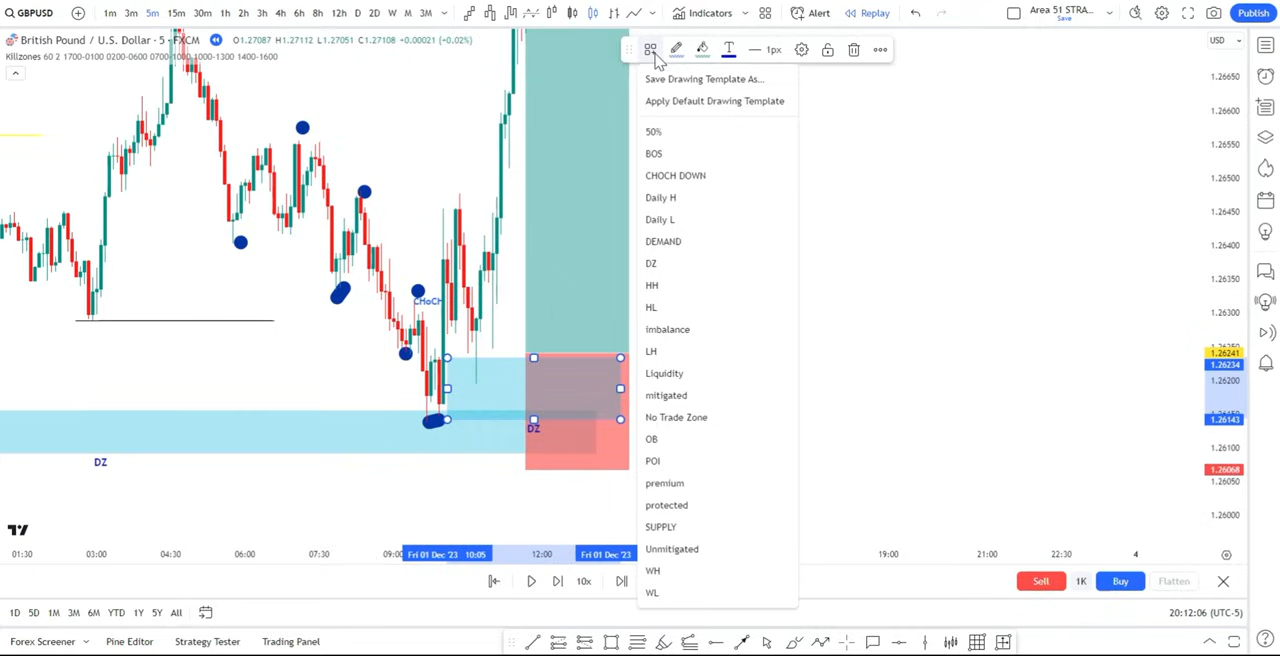 GBPUSD 1m 3m 5m 15m 30m 1h 2h 3h 4h 6h 8h 12h D 2D W M 3M Indicators Alert Replay Area 51 STRA... Save Publish
British Pound / U.S. Dollar · 5 · FXCM O1.27087 H1.27112 L1.27051 C1.27108 +0.00021 (+0.02%)
Killzones 60 2 1700-0100 0200-0600 0700-1000 1000-1300 1400-1600
1px
USD
Save Drawing Template As...
Apply Default Drawing Template
50%
BOS
CHOCH DOWN
Daily H
Daily L
DEMAND
DZ
HH
HL
imbalance
LH
Liquidity
mitigated
No Trade Zone
OB
POI
premium
protected
SUPPLY
Unmitigated
WH
WL
CHoCH
DZ
DZ
1.26650
1.26600
1.26550
1.26500
1.26450
1.26400
1.26350
1.26300
1.26241
1.26234
1.26200
1.26143
1.26100
1.26068
1.26050
1.26000
01:30 03:00 04:30 06:00 07:30 09:00 Fri 01 Dec '23 10:05 12:00 Fri 01 Dec '23 19:00 21:00 22:30 4
10x Sell 1K Buy Flatten
1D 5D 1M 3M 6M YTD 1Y 5Y All 20:12:06 (UTC-5)
Forex Screener Pine Editor Strategy Tester Trading Panel